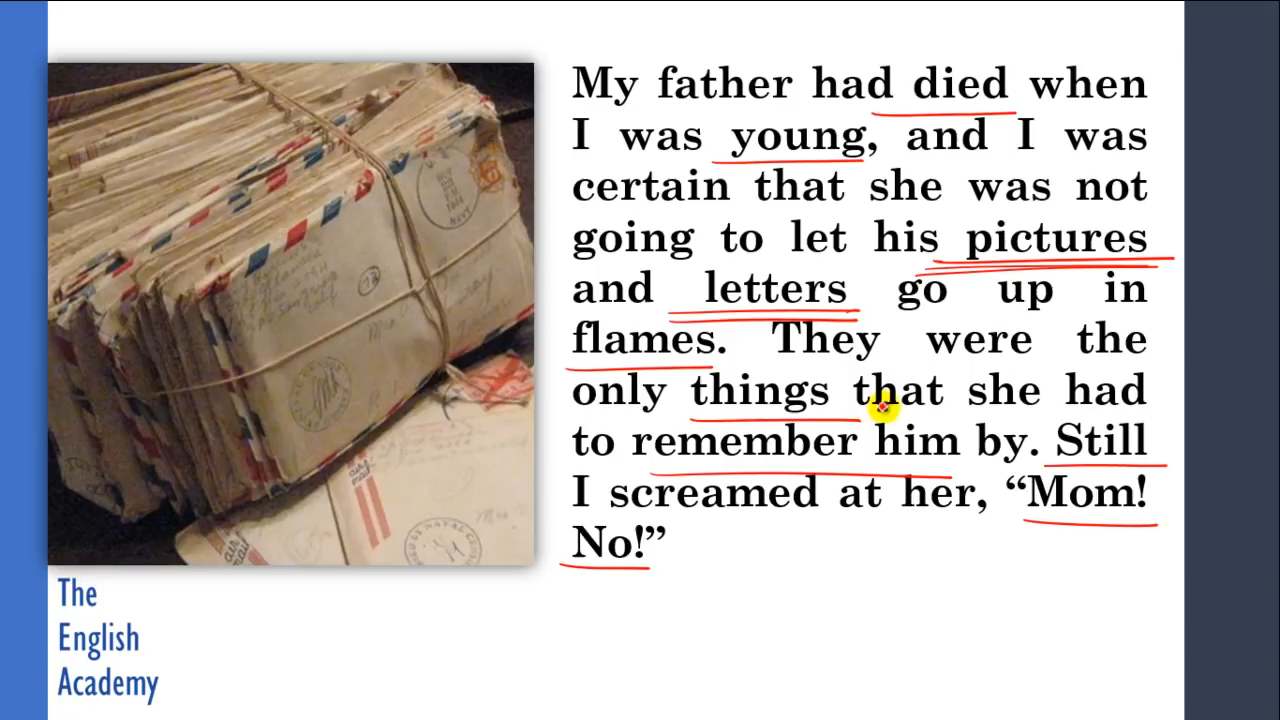 My father had died when
I was young, and I was
certain that she was not
going to let his pictures
and letters go up in
flames. They were the
only things that she had
to remember him by. Still
I screamed at her, “Mom!
No!”
The
English
Academy